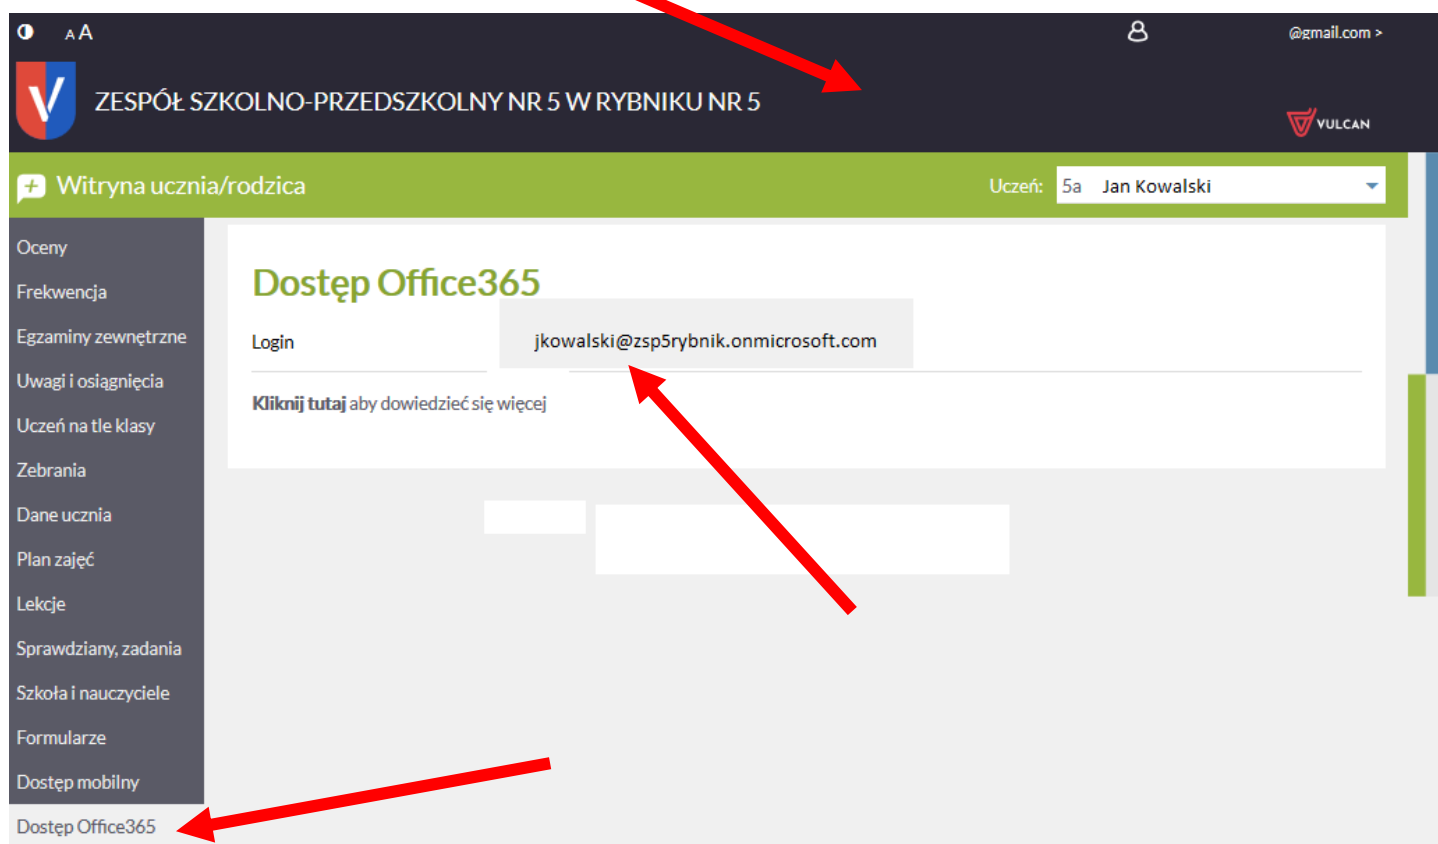 A A
@gmail.com >
V ZESPÓŁ SZKOLNO-PRZEDSZKOLNY NR 5 W RYBNIKU NR 5
VULCAN
Witryna ucznia/rodzica
Uczeń: 5a Jan Kowalski
Oceny
Frekwencja
Egzaminy zewnętrzne
Uwagi i osiągnięcia
Uczeń na tle klasy
Zebrania
Dane ucznia
Plan zajęć
Lekcje
Sprawdziany, zadania
Szkoła i nauczyciele
Formularze
Dostęp mobilny
Dostęp Office365
Dostęp Office365
Login jkowalski@zsp5rybnik.onmicrosoft.com
Kliknij tutaj aby dowiedzieć się więcej